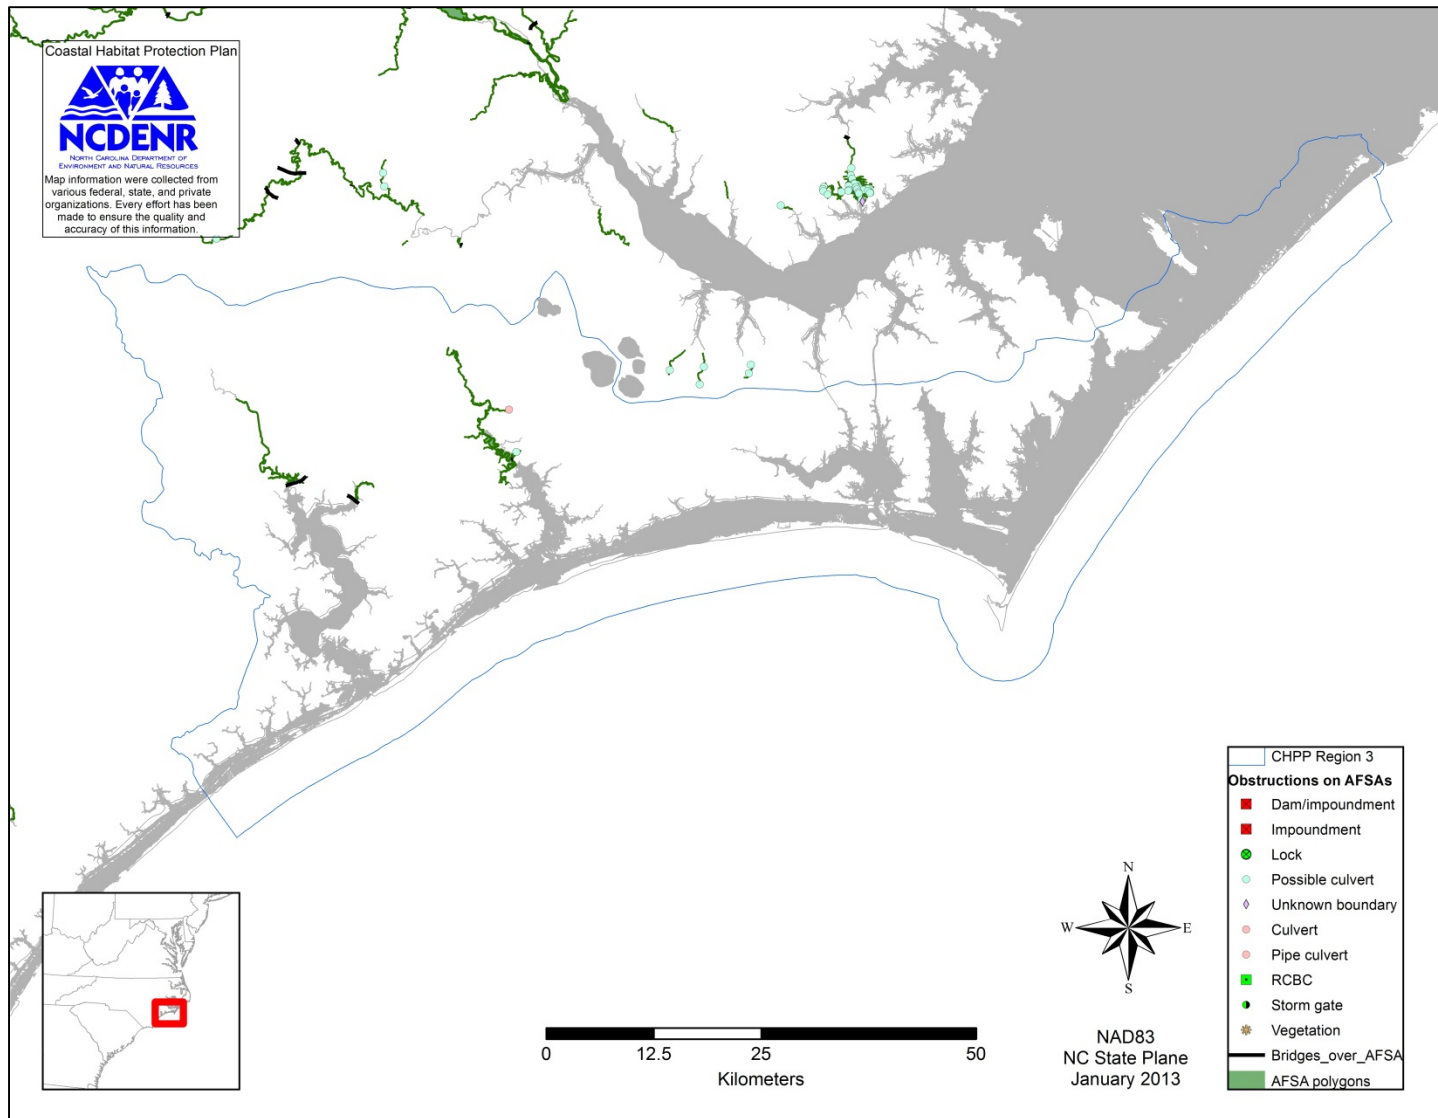 Coastal Habitat Protection Plan
NCDENR
NORTH CAROLINA DEPARTMENT OF
ENVIRONMENT AND NATURAL RESOURCES
Map information were collected from
various federal, state, and private
organizations. Every effort has been
made to ensure the quality and
accuracy of this information.
CHPP Region 3
Obstructions on AFSAs
Dam/impoundment
Impoundment
Lock
Possible culvert
Unknown boundary
Culvert
Pipe culvert
RCBC
Storm gate
Vegetation
Bridges_over_AFSA
AFSA polygons
N
W E
S
0 12.5 25 50
Kilometers
NAD83
NC State Plane
January 2013